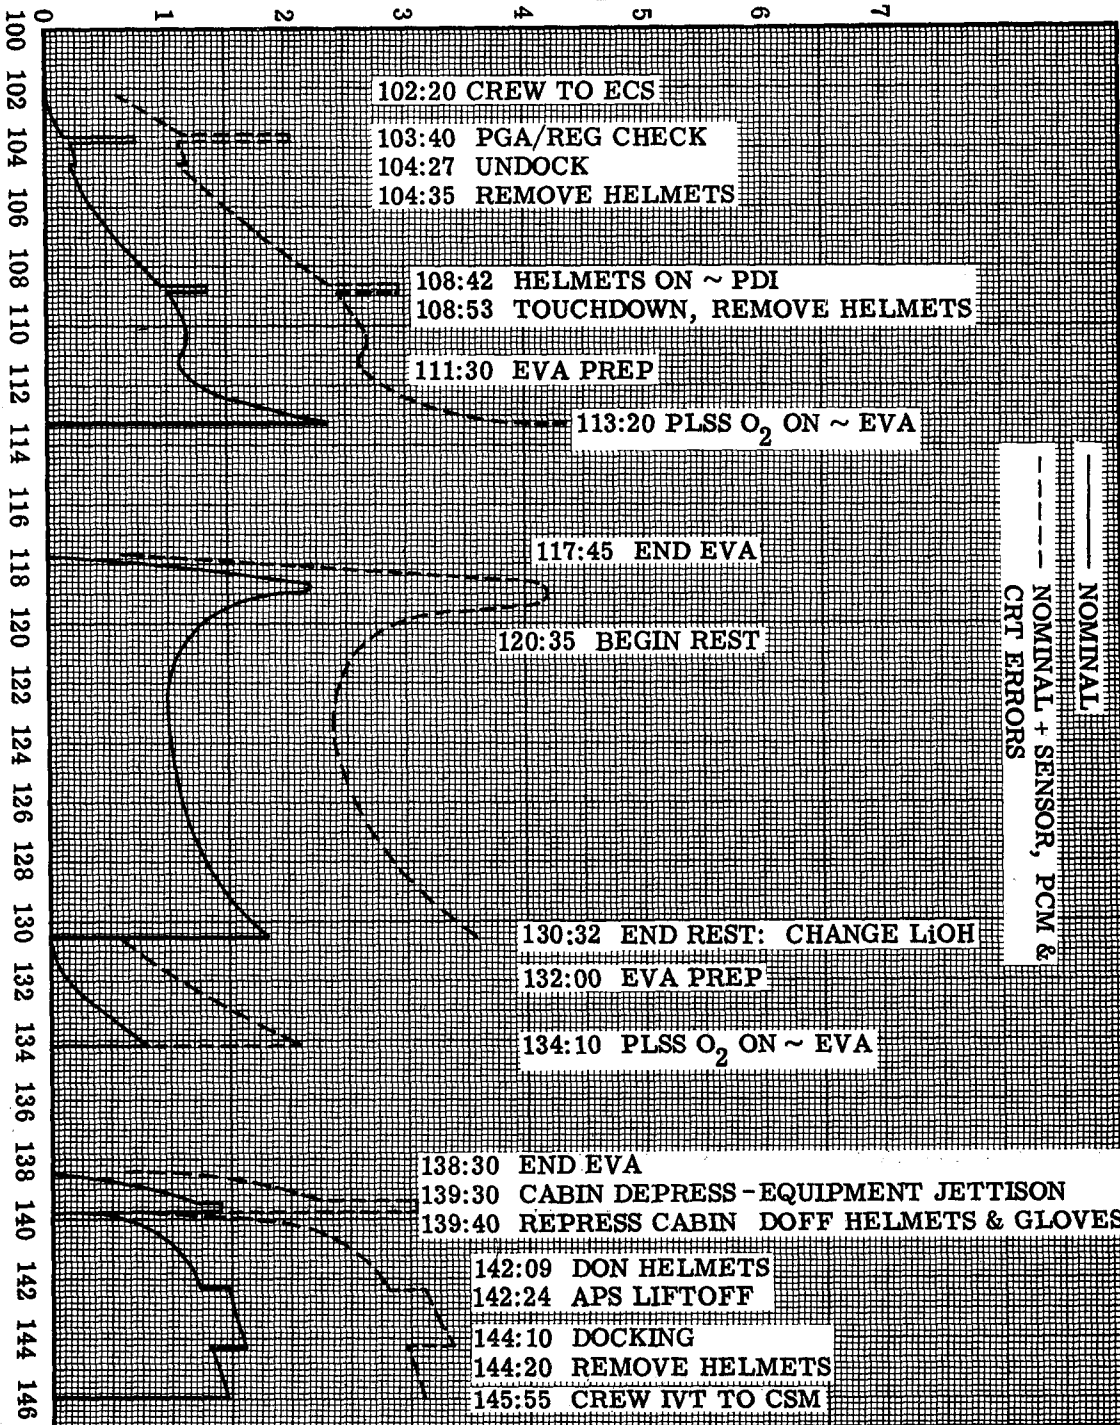 0 1 2 3 4 5 6 7
100 102 104 106 108 110 112 114 116 118 120 122 124 126 128 130 132 134 136 138 140 142 144 146
102:20 CREW TO ECS
103:40 PGA/REG CHECK
104:27 UNDOCK
104:35 REMOVE HELMETS
108:42 HELMETS ON ~ PDI
108:53 TOUCHDOWN, REMOVE HELMETS
111:30 EVA PREP
113:20 PLSS O₂ ON ~ EVA
117:45 END EVA
120:35 BEGIN REST
130:32 END REST: CHANGE LiOH
132:00 EVA PREP
134:10 PLSS O₂ ON ~ EVA
138:30 END EVA
139:30 CABIN DEPRESS-EQUIPMENT JETTISON
139:40 REPRESS CABIN DOFF HELMETS & GLOVES
142:09 DON HELMETS
142:24 APS LIFTOFF
144:10 DOCKING
144:20 REMOVE HELMETS
145:55 CREW IVT TO CSM
NOMINAL
NOMINAL + SENSOR, PCM &
CRT ERRORS